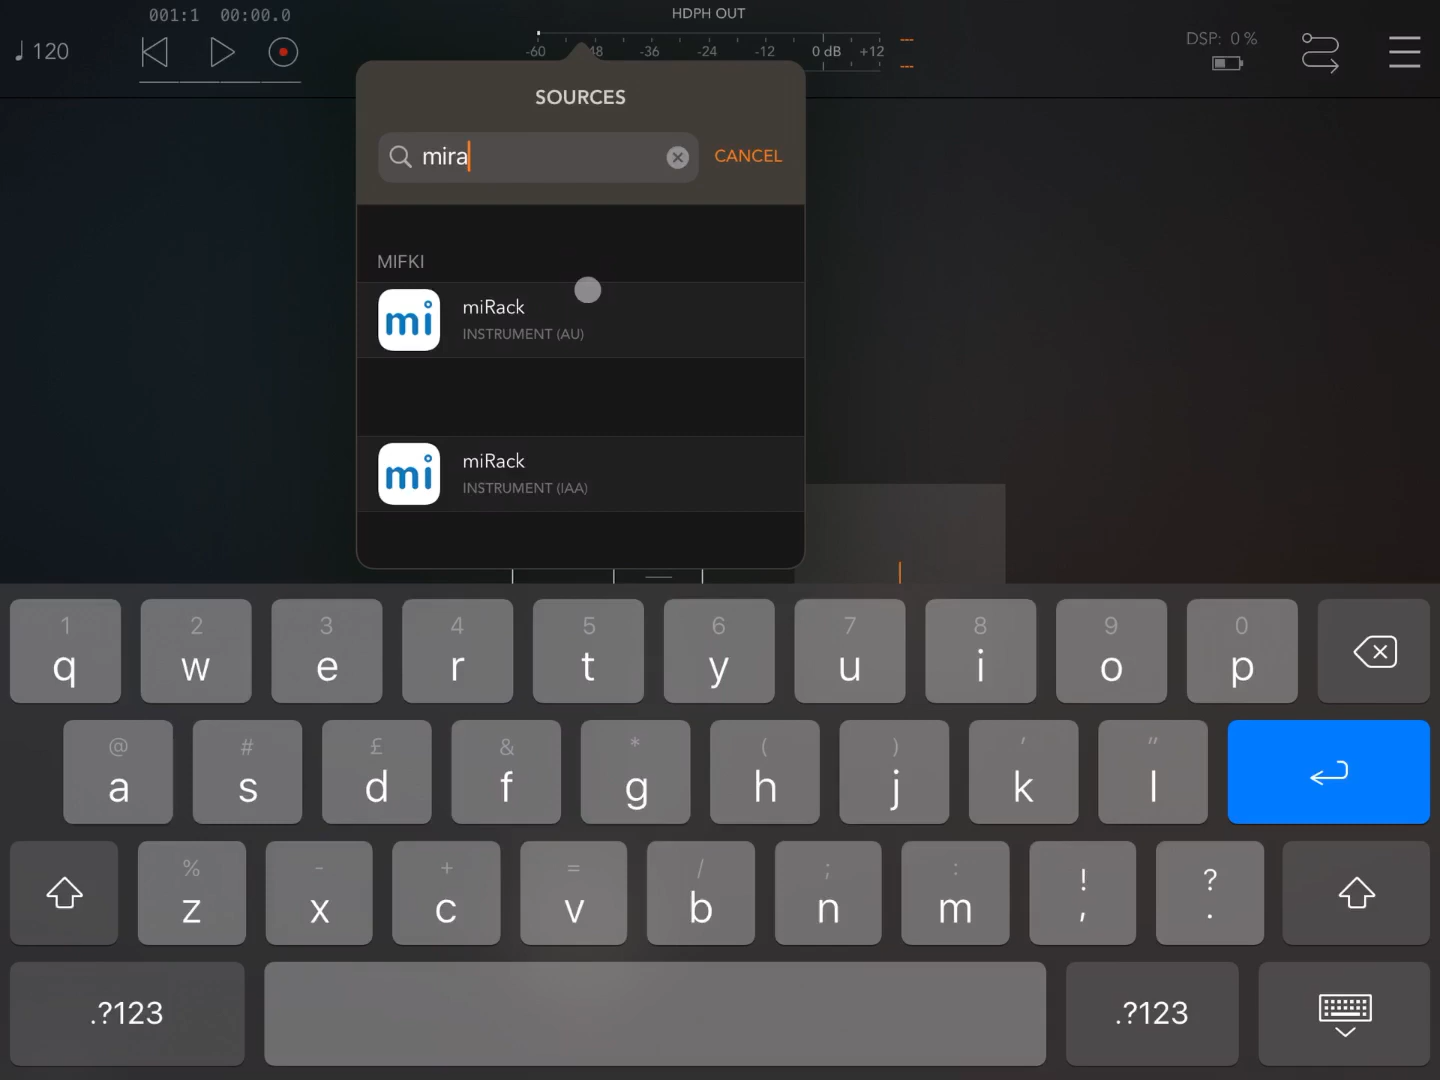 001:1 00:00.0
HDPH OUT
♩ 120
-60 -48 -36 -24 -12 0 dB +12
DSP: 0 %
SOURCES
mira
CANCEL
MIFKI
mi
miRack
INSTRUMENT (AU)
mi
miRack
INSTRUMENT (IAA)
1 2 3 4 5 6 7 8 9 0
q w e r t y u i o p
@ # £ & * ( ) ' "
a s d f g h j k l
% - + = / ; : ! ?
z x c v b n m , .
.?123 .?123